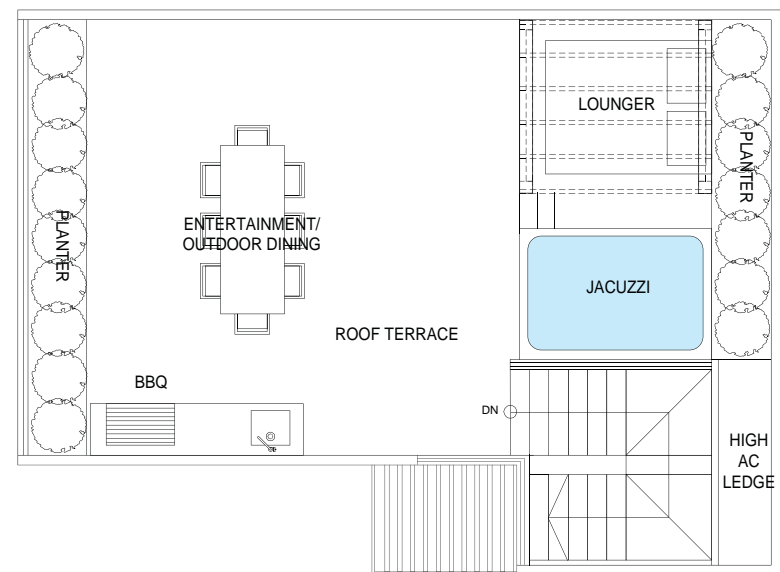 LOUNGER
PLANTER
PLANTER
ENTERTAINMENT/
OUTDOOR DINING
JACUZZI
ROOF TERRACE
BBQ
DN
HIGH
AC
LEDGE